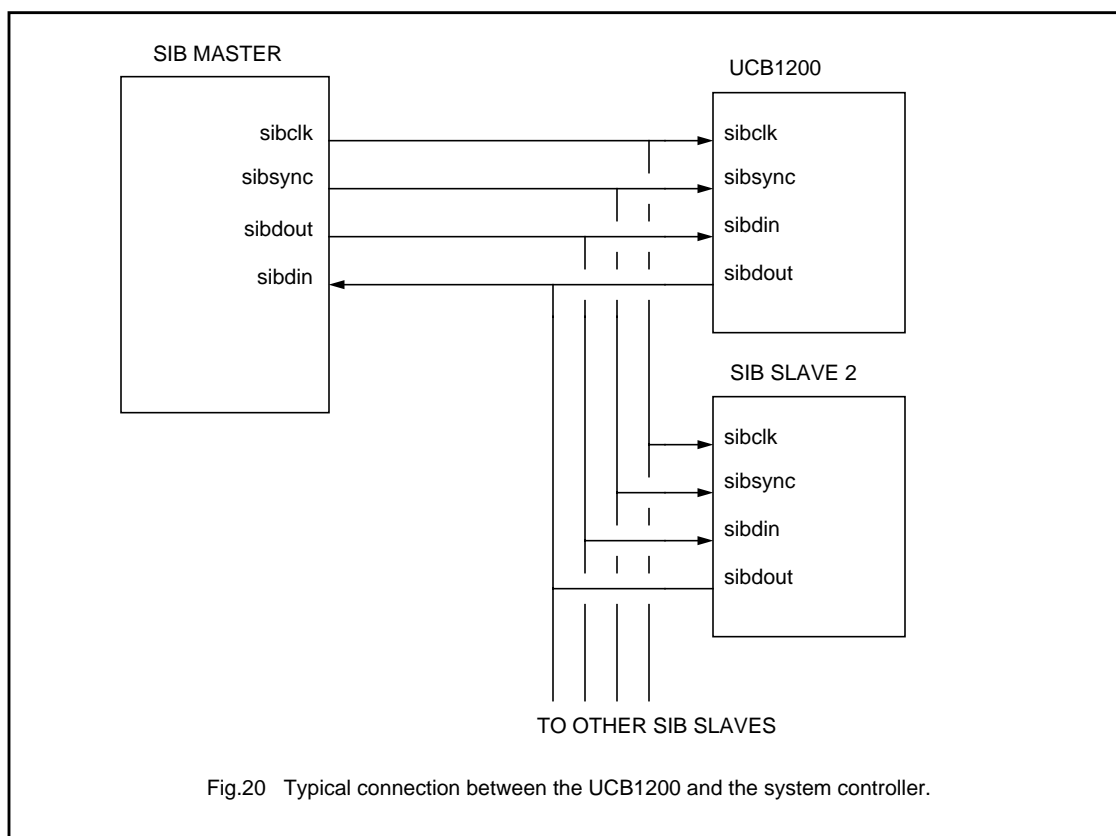 SIB MASTER
sibclk
sibsync
sibdout
sibdin
UCB1200
sibclk
sibsync
sibdin
sibdout
SIB SLAVE 2
sibclk
sibsync
sibdin
sibdout
TO OTHER SIB SLAVES
Fig.20 Typical connection between the UCB1200 and the system controller.